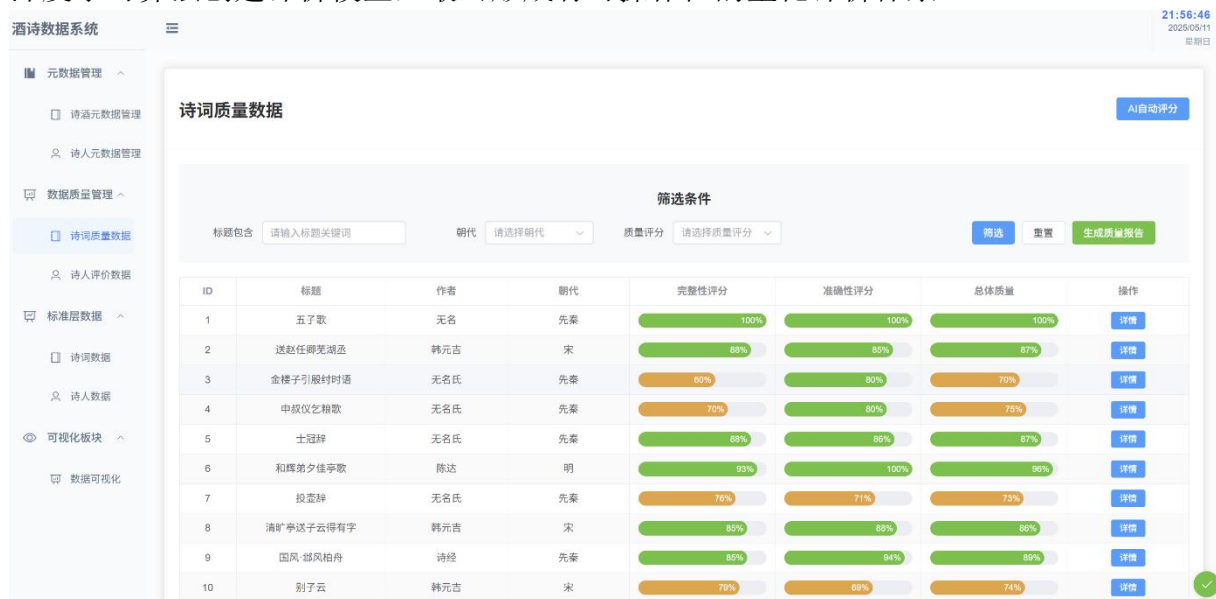 酒诗数据系统
21:56:46
2025/05/11
星期日
元数据管理
诗酒元数据管理
诗人元数据管理
数据质量管理
诗词质量数据
诗人评价数据
标准层数据
诗词数据
诗人数据
可视化板块
数据可视化
诗词质量数据
AI自动评分
筛选条件
标题包含 请输入标题关键词 朝代 请选择朝代 质量评分 请选择质量评分 筛选 重置 生成质量报告
ID 标题 作者 朝代 完整性评分 准确性评分 总体质量 操作
1 五子歌 无名 先秦 100% 100% 100% 详情
2 送赵任卿芜湖丞 韩元吉 宋 88% 85% 87% 详情
3 金楼子引殷纣时语 无名氏 先秦 60% 80% 70% 详情
4 申叔仪乞粮歌 无名氏 先秦 70% 80% 75% 详情
5 士冠辞 无名氏 先秦 88% 86% 87% 详情
6 和辉弟夕佳亭歌 陈达 明 93% 100% 96% 详情
7 投壶辞 无名氏 先秦 76% 71% 73% 详情
8 清旷亭送子云得有字 韩元吉 宋 85% 88% 86% 详情
9 国风·邶风柏舟 诗经 先秦 85% 94% 89% 详情
10 别子云 韩元吉 宋 79% 69% 74% 详情